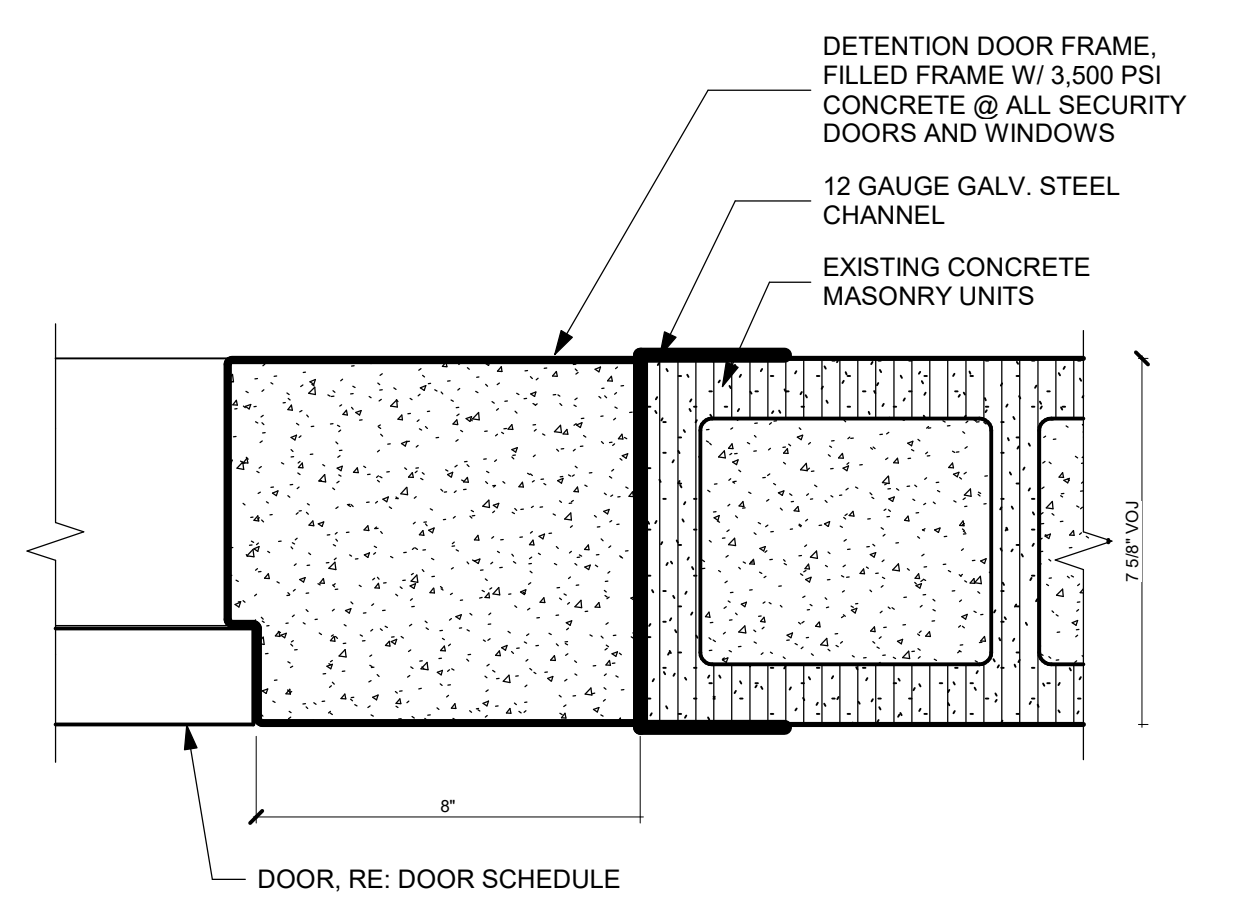 DETENTION DOOR FRAME,
FILLED FRAME W/ 3,500 PSI
CONCRETE @ ALL SECURITY
DOORS AND WINDOWS
12 GAUGE GALV. STEEL
CHANNEL
EXISTING CONCRETE
MASONRY UNITS
7 5/8" VOJ
8"
DOOR, RE: DOOR SCHEDULE